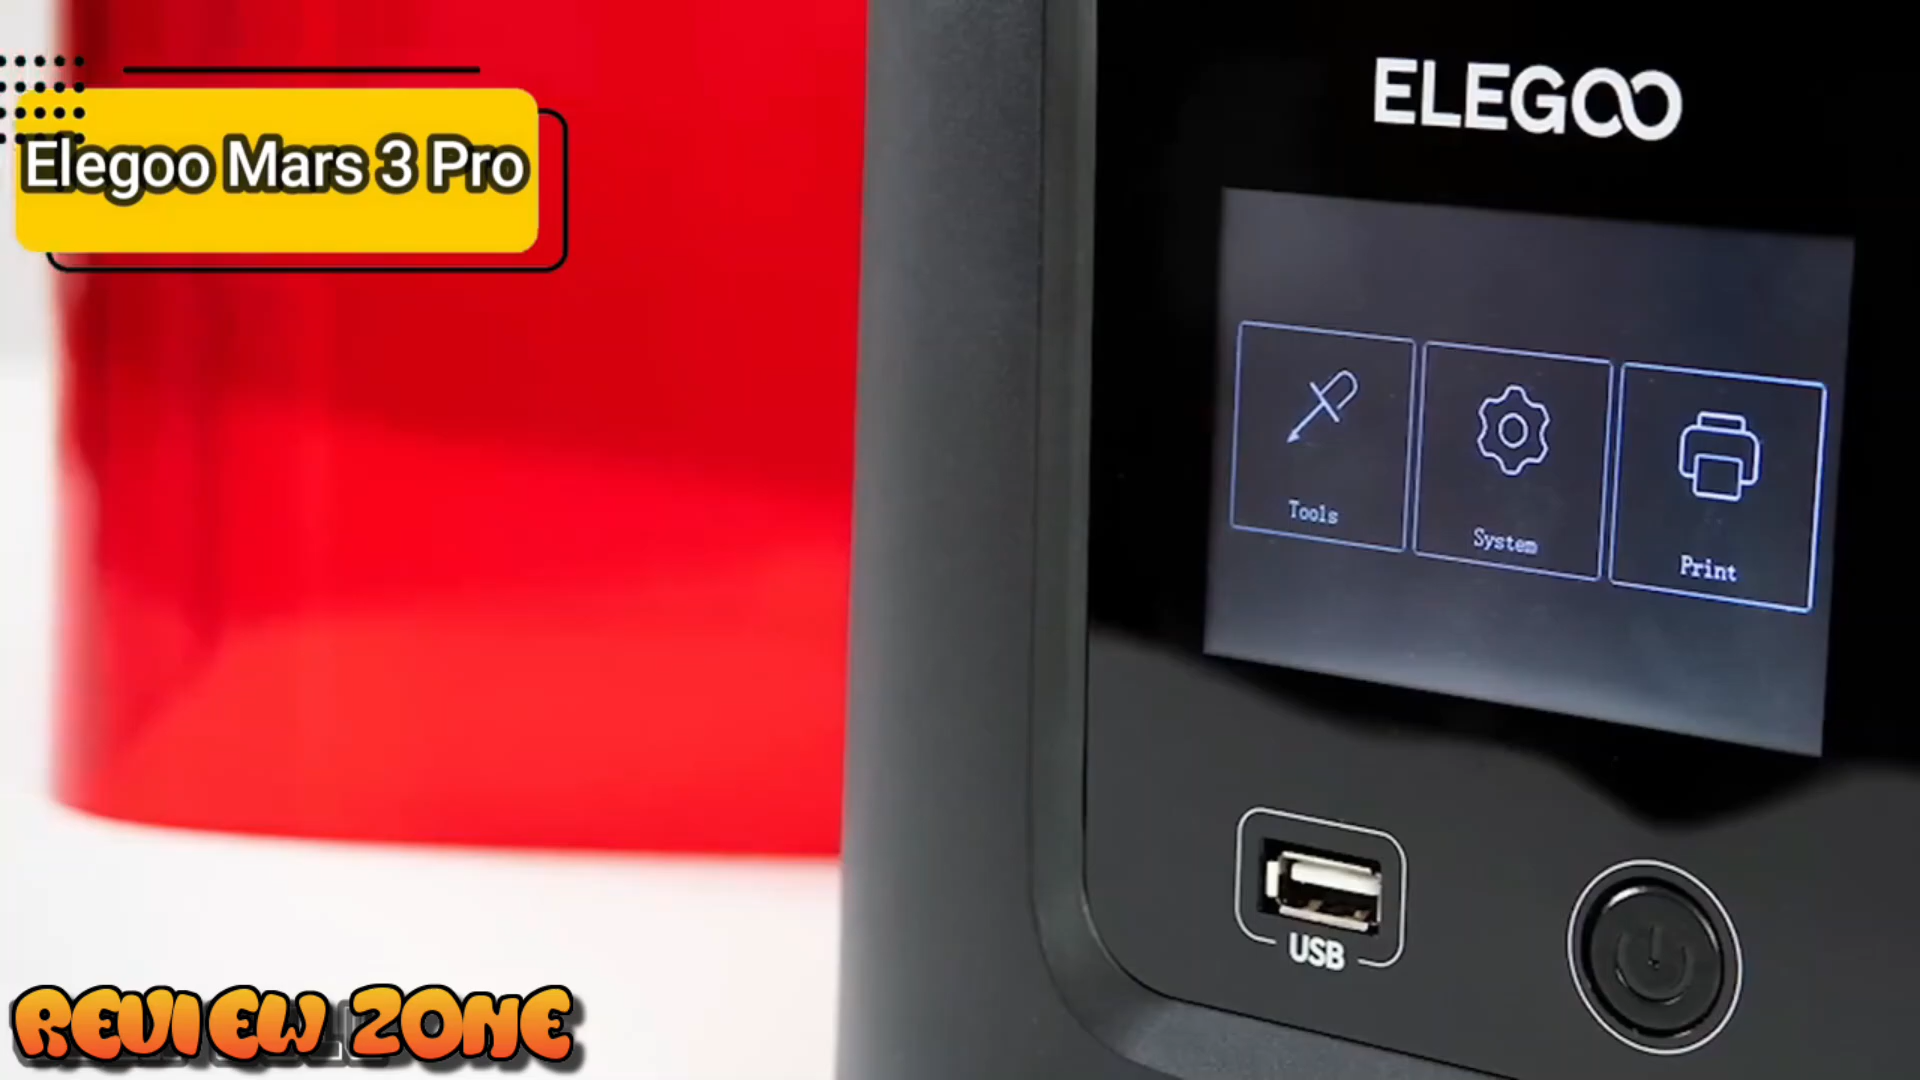 Elegoo Mars 3 Pro
ELEGOO
Tools
System
Print
USB
REVIEW ZONE